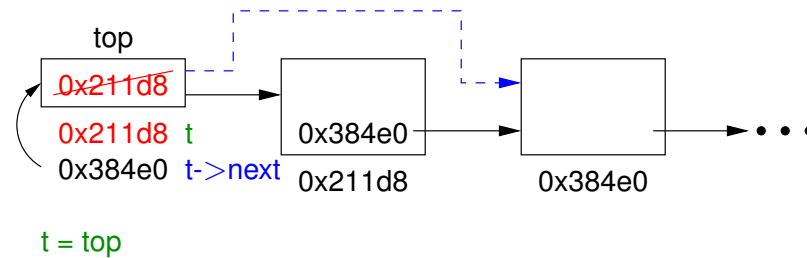 top
0x211d8
0x211d8 t
0x384e0 t->next
0x384e0
0x211d8
0x384e0
t = top